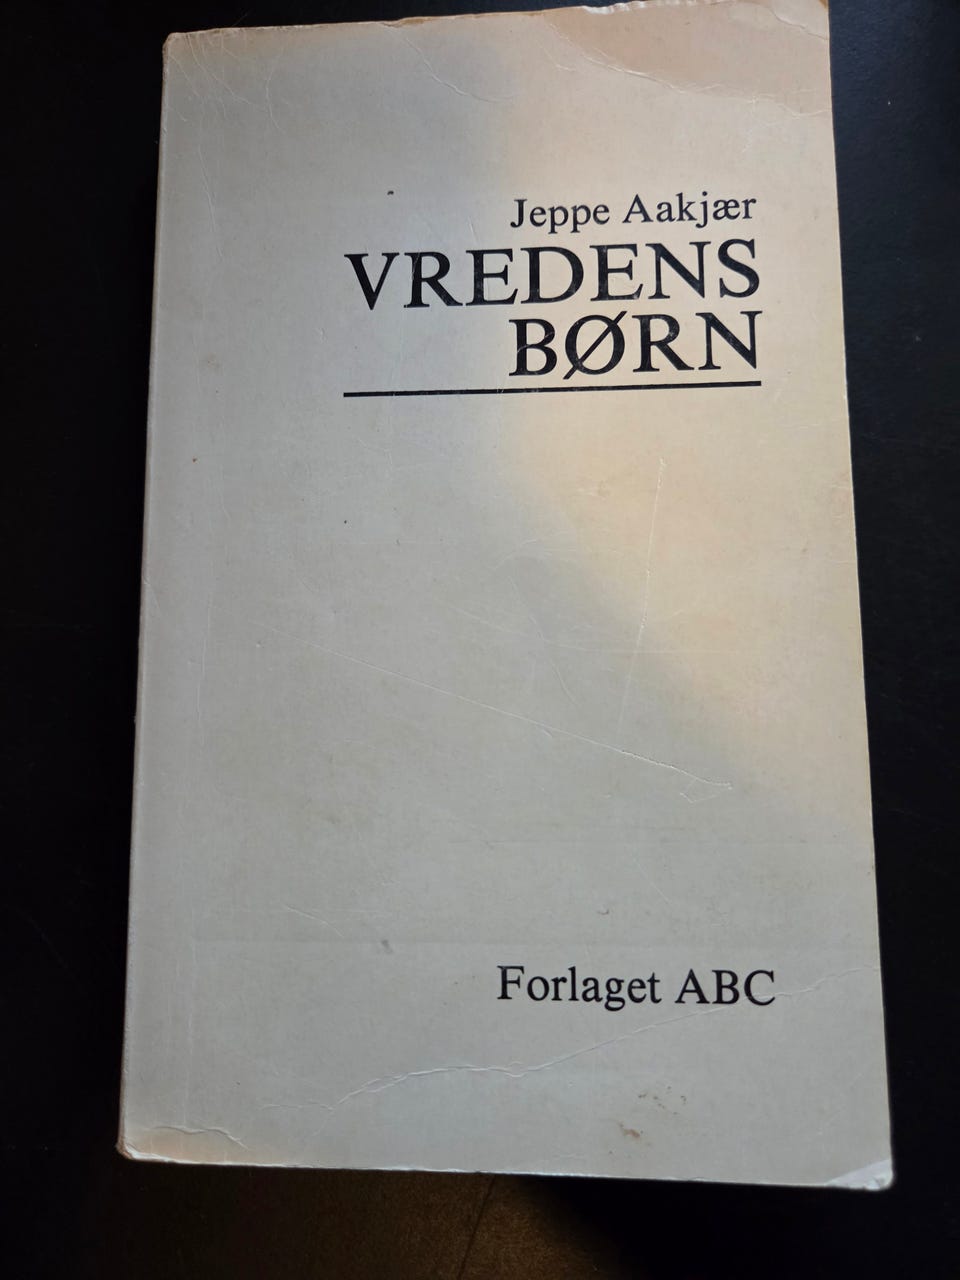 Jeppe Aakjær
VREDENS
BØRN
Forlaget ABC